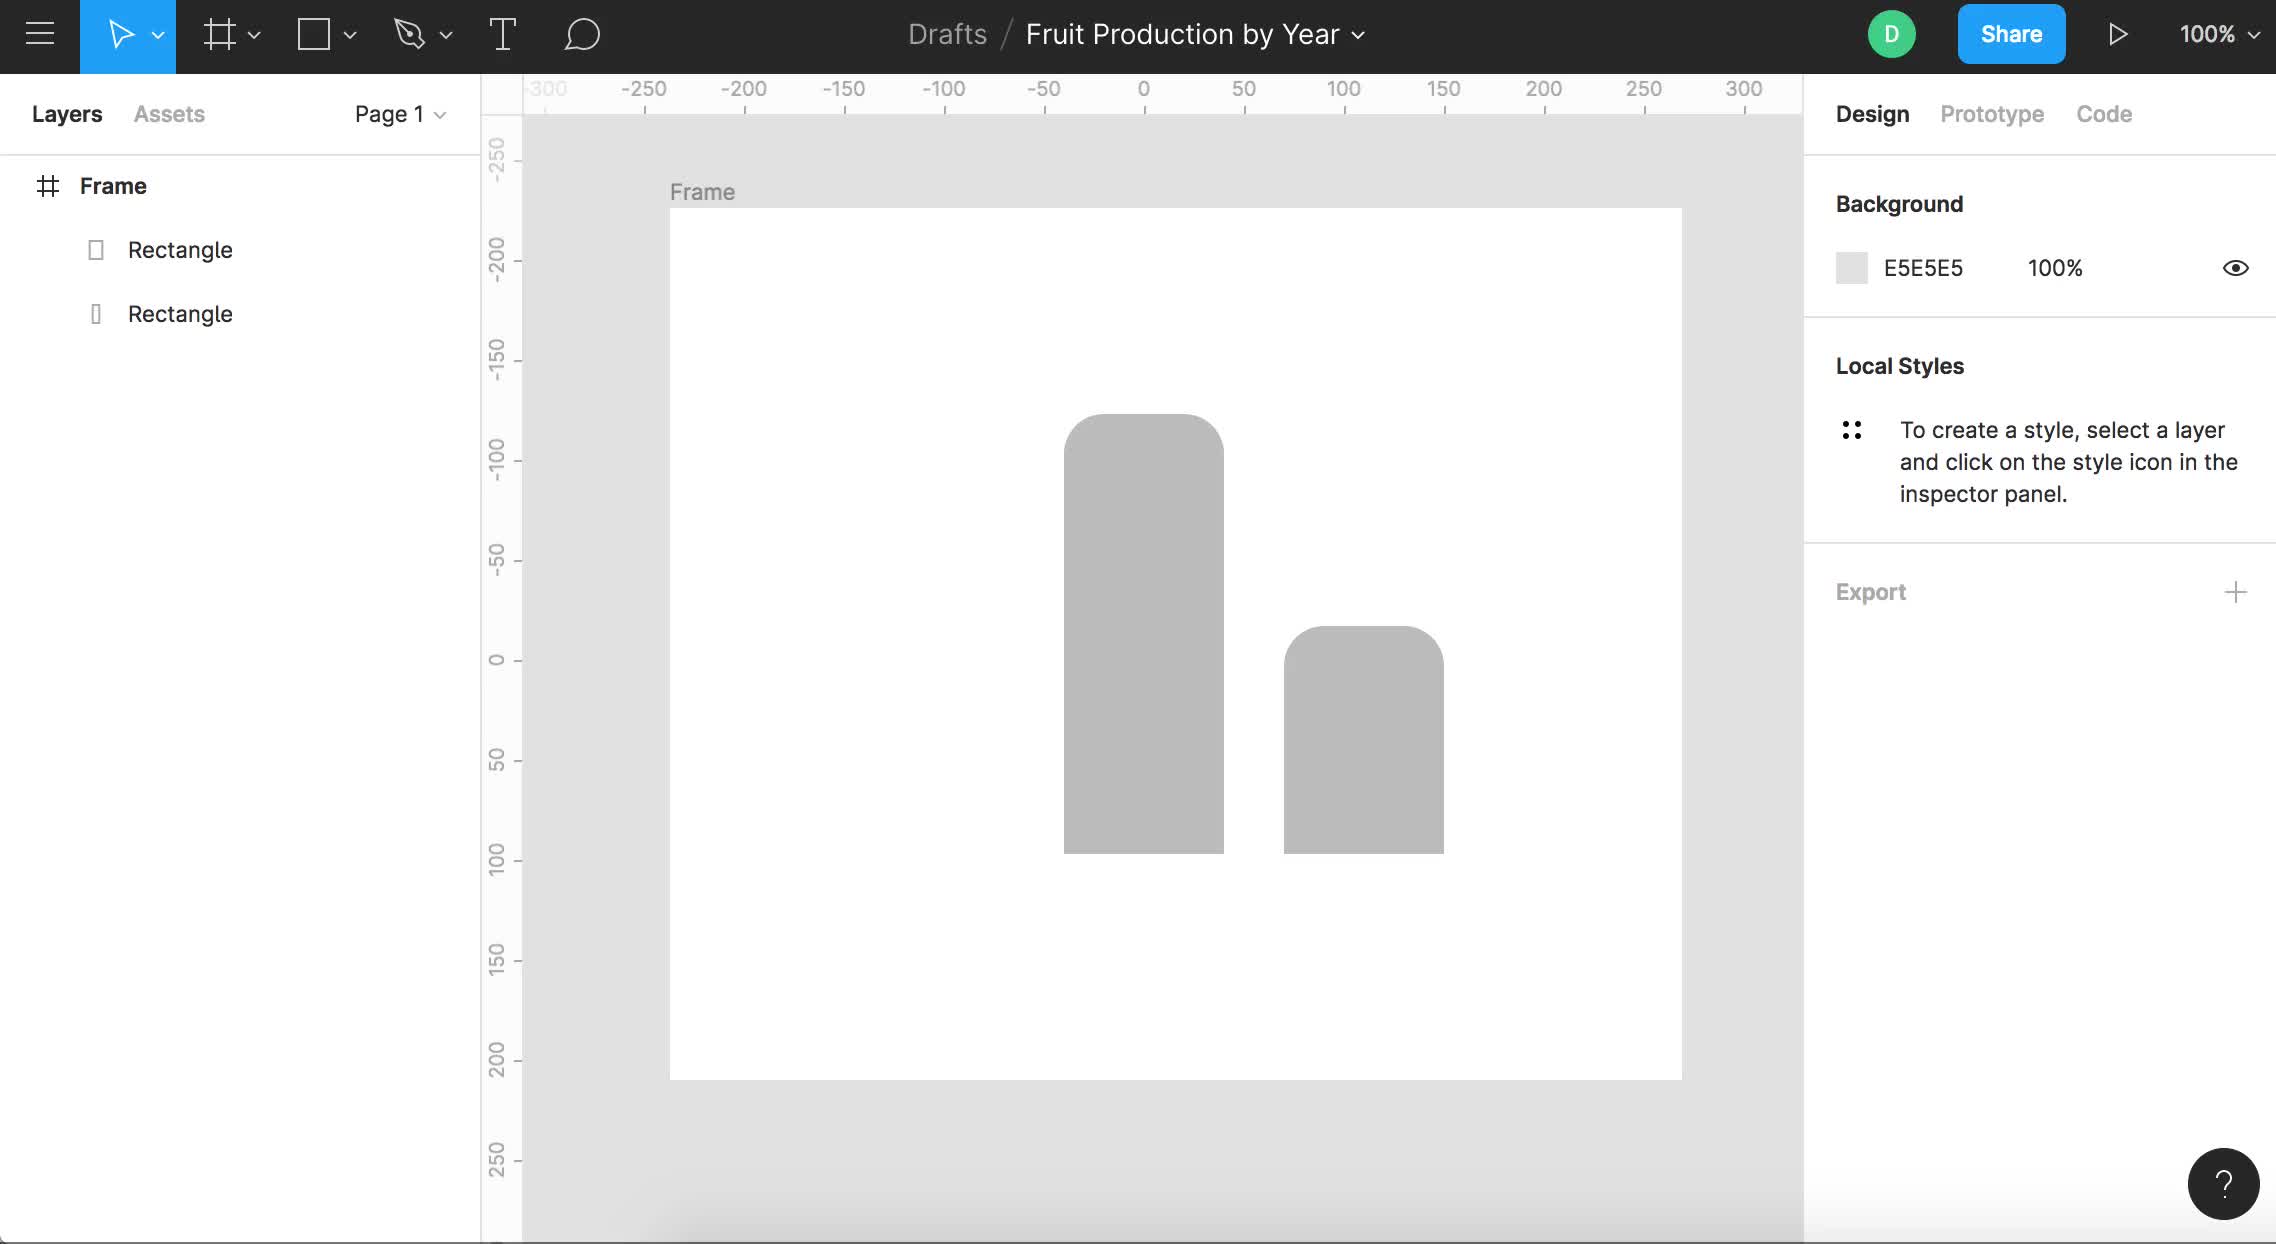 Drafts / Fruit Production by Year
D
Share
100%
Layers Assets Page 1
-300 -250 -200 -150 -100 -50 0 50 100 150 200 250 300
Design Prototype Code
-250
-200
-150
-100
-50
0
50
100
150
200
250
Frame
Rectangle
Rectangle
Frame
Background
E5E5E5 100%
Local Styles
To create a style, select a layer
and click on the style icon in the
inspector panel.
Export
?